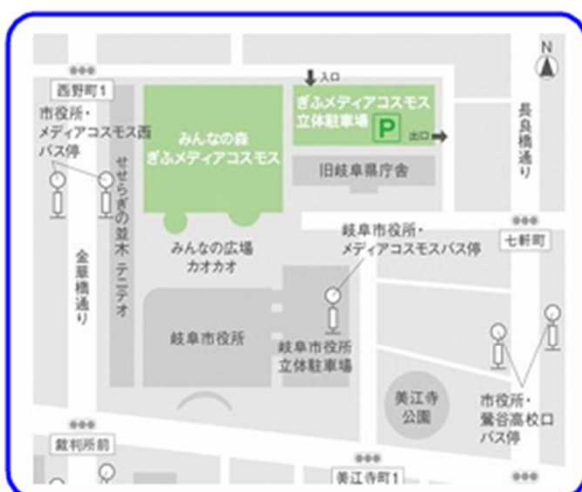 N
入口
西野町1
市役所・
メディアコスモス西
バス停
みんなの森
ぎふメディアコスモス
ぎふメディアコスモス
立体駐車場
P
出口
長良橋通り
旧岐阜県庁舎
せせらぎの並木 テニテオ
金華橋通り
みんなの広場
カオカオ
岐阜市役所・
メディアコスモスバス停
七軒町
岐阜市役所
岐阜市役所
立体駐車場
美江寺
公園
市役所・
鶯谷高校口
バス停
裁判所前
美江寺町1